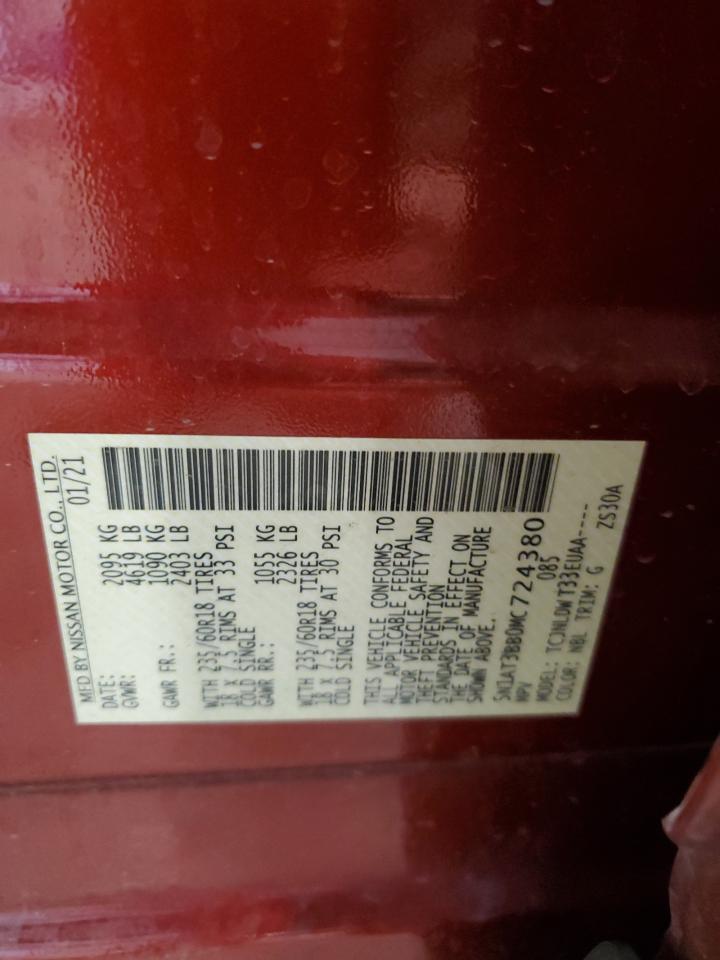 MFD BY NISSAN MOTOR CO., LTD.
DATE: 01/21
GVWR: 2095 KG
4619 LB
GAWR FR.: 1090 KG
2403 LB
WITH 235/60R18 TIRES
18 X 7.5 RIMS AT 33 PSI
COLD SINGLE
GAWR RR.: 1055 KG
2326 LB
WITH 235/60R18 TIRES
18 X 7.5 RIMS AT 30 PSI
COLD SINGLE
THIS VEHICLE CONFORMS TO
ALL APPLICABLE FEDERAL
MOTOR VEHICLE SAFETY AND
THEFT PREVENTION
STANDARDS IN EFFECT ON
THE DATE OF MANUFACTURE
SHOWN ABOVE.
5N1AT3BB0MC724380
MPV 085
MODEL: TCJNLDWT33EUAA----
COLOR: NBL TRIM: G ZS30A